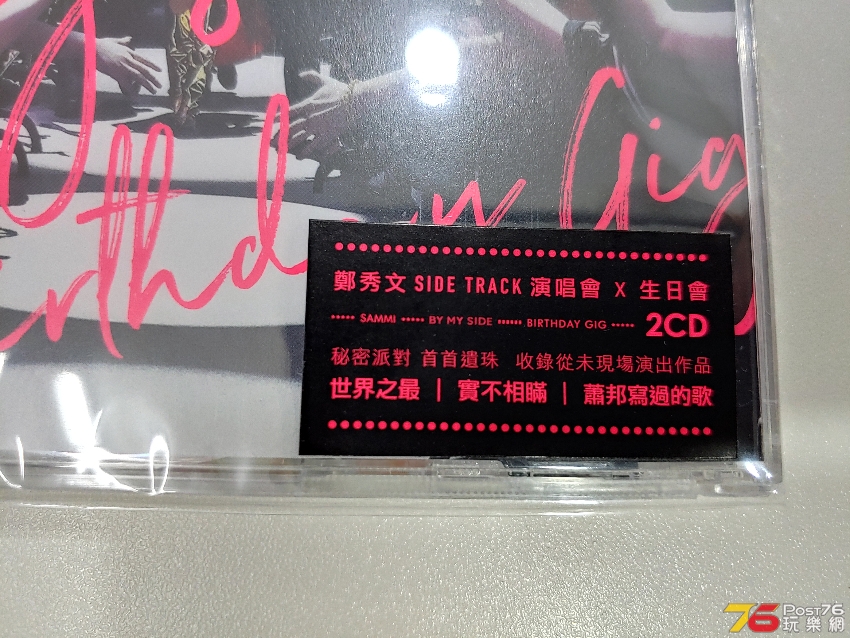 Birthday Gig
鄭秀文 SIDE TRACK 演唱會 X 生日會
SAMMI BY MY SIDE BIRTHDAY GIG 2CD
秘密派對 首首遺珠 收錄從未現場演出作品
世界之最 | 實不相瞞 | 蕭邦寫過的歌
Post76
玩樂網